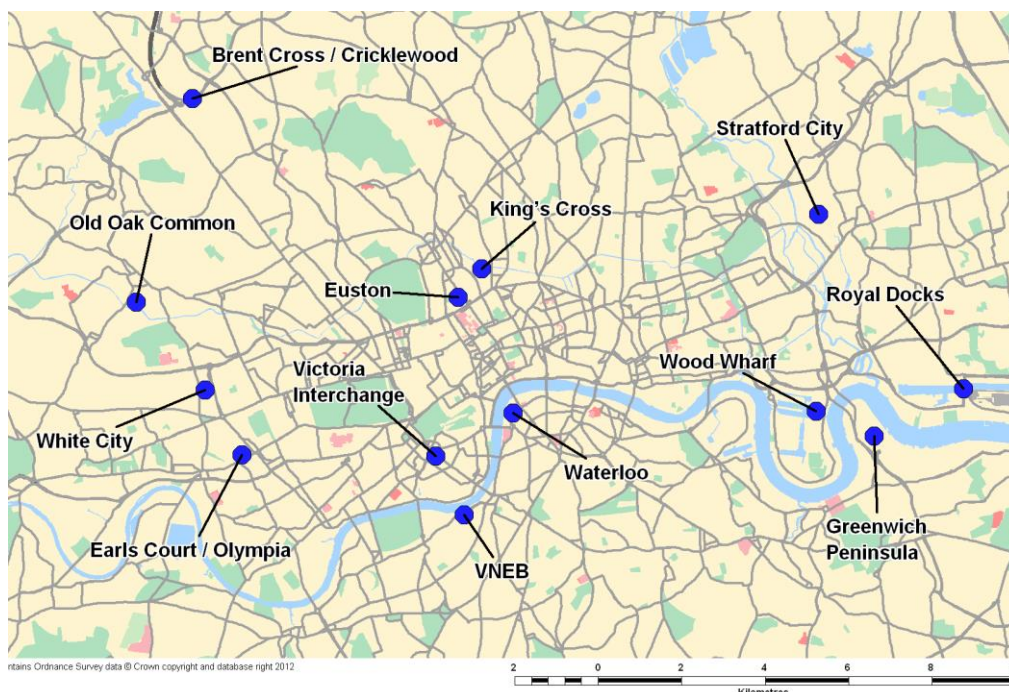 Brent Cross / Cricklewood
Stratford City
King's Cross
Old Oak Common
Euston
Royal Docks
Wood Wharf
Victoria
Interchange
White City
Waterloo
Greenwich
Peninsula
Earls Court / Olympia
VNEB
ntains Ordnance Survey data © Crown copyright and database right 2012
2 0 2 4 6 8
Kilometres